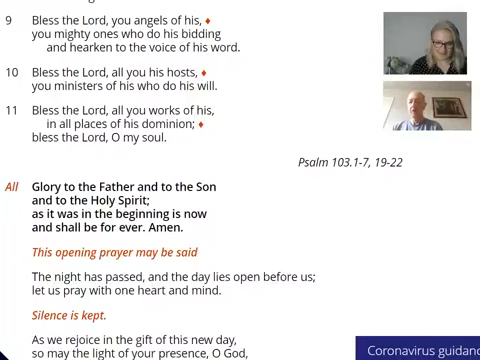 9 Bless the Lord, you angels of his, ♦
you mighty ones who do his bidding
and hearken to the voice of his word.
10 Bless the Lord, all you his hosts, ♦
you ministers of his who do his will.
11 Bless the Lord, all you works of his,
in all places of his dominion; ♦
bless the Lord, O my soul.
Psalm 103.1-7, 19-22
All Glory to the Father and to the Son
and to the Holy Spirit;
as it was in the beginning is now
and shall be for ever. Amen.
This opening prayer may be said
The night has passed, and the day lies open before us;
let us pray with one heart and mind.
Silence is kept.
As we rejoice in the gift of this new day,
so may the light of your presence, O God,
Coronavirus guidanc